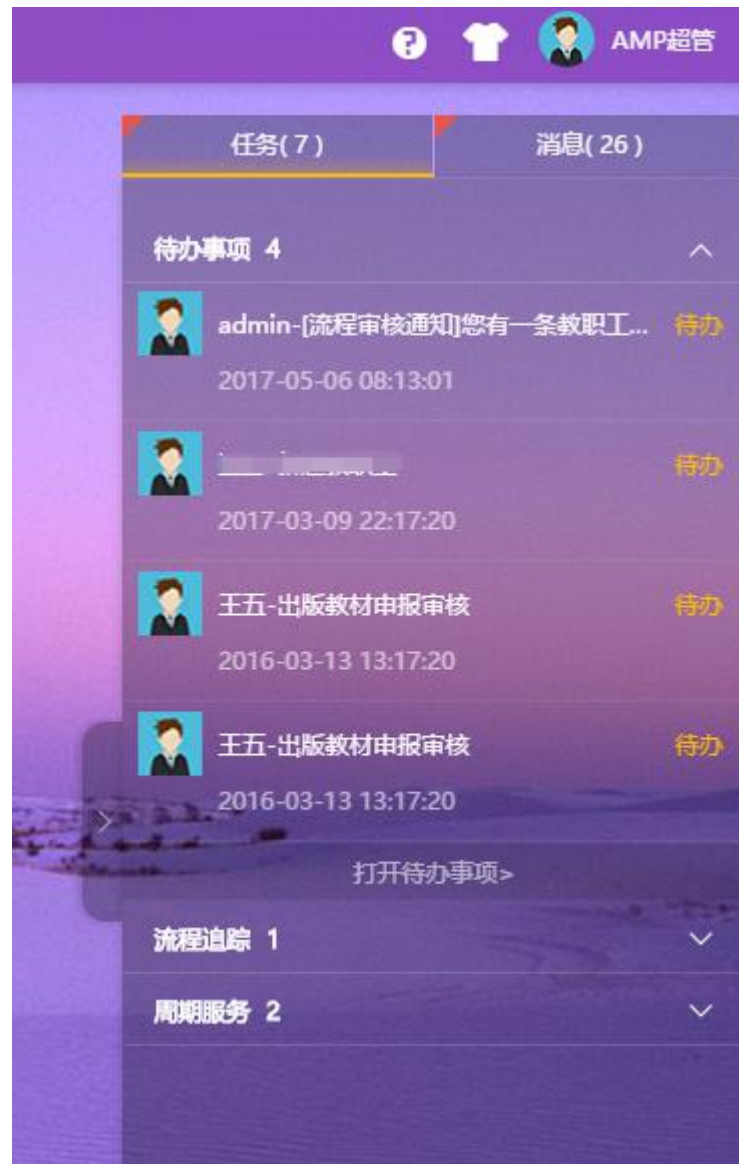 AMP超管
任务( 7 )
消息( 26 )
待办事项 4
admin-[流程审核通知]您有一条教职工...
待办
2017-05-06 08:13:01
待办
2017-03-09 22:17:20
王五-出版教材申报审核
待办
2016-03-13 13:17:20
王五-出版教材申报审核
待办
2016-03-13 13:17:20
打开待办事项>
流程追踪 1
周期服务 2